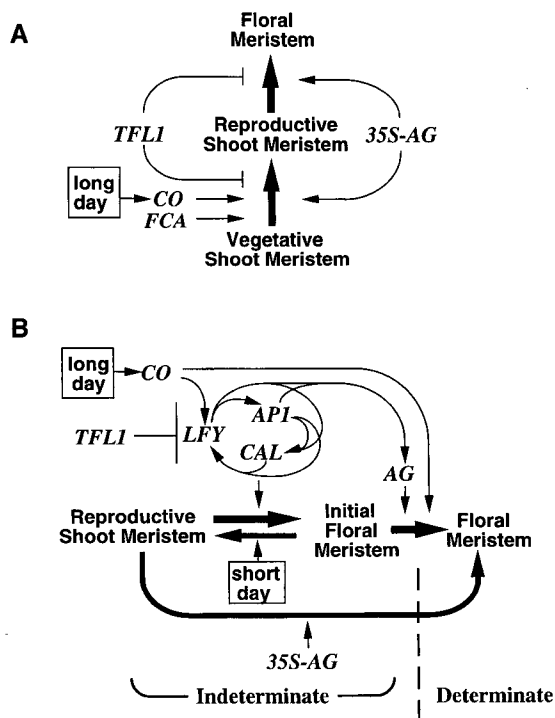 A
Floral
Meristem
TFL1
Reproductive
Shoot Meristem
35S-AG
long
day
CO
FCA
Vegetative
Shoot Meristem
B
long
day
CO
TFL1
LFY
AP1
CAL
AG
Reproductive
Shoot Meristem
Initial
Floral
Meristem
Floral
Meristem
short
day
35S-AG
Indeterminate
Determinate